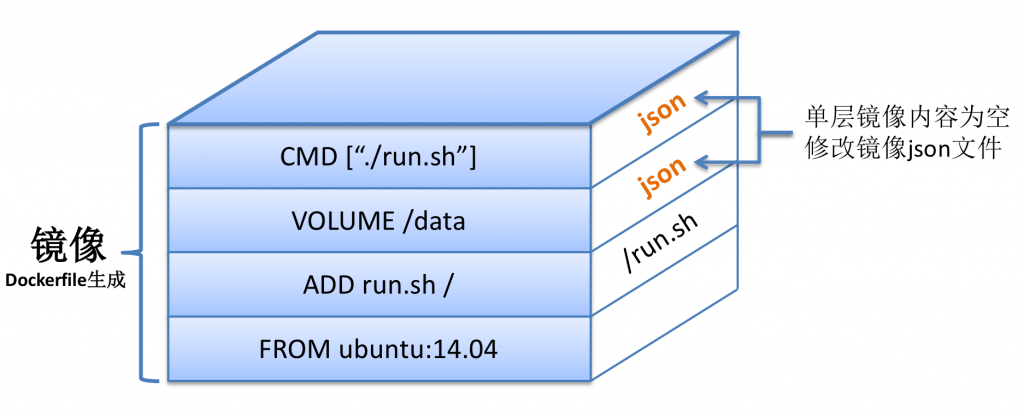 CMD [“./run.sh”]
VOLUME /data
ADD run.sh /
FROM ubuntu:14.04
json
json
/run.sh
镜像
Dockerfile生成
单层镜像内容为空
修改镜像json文件